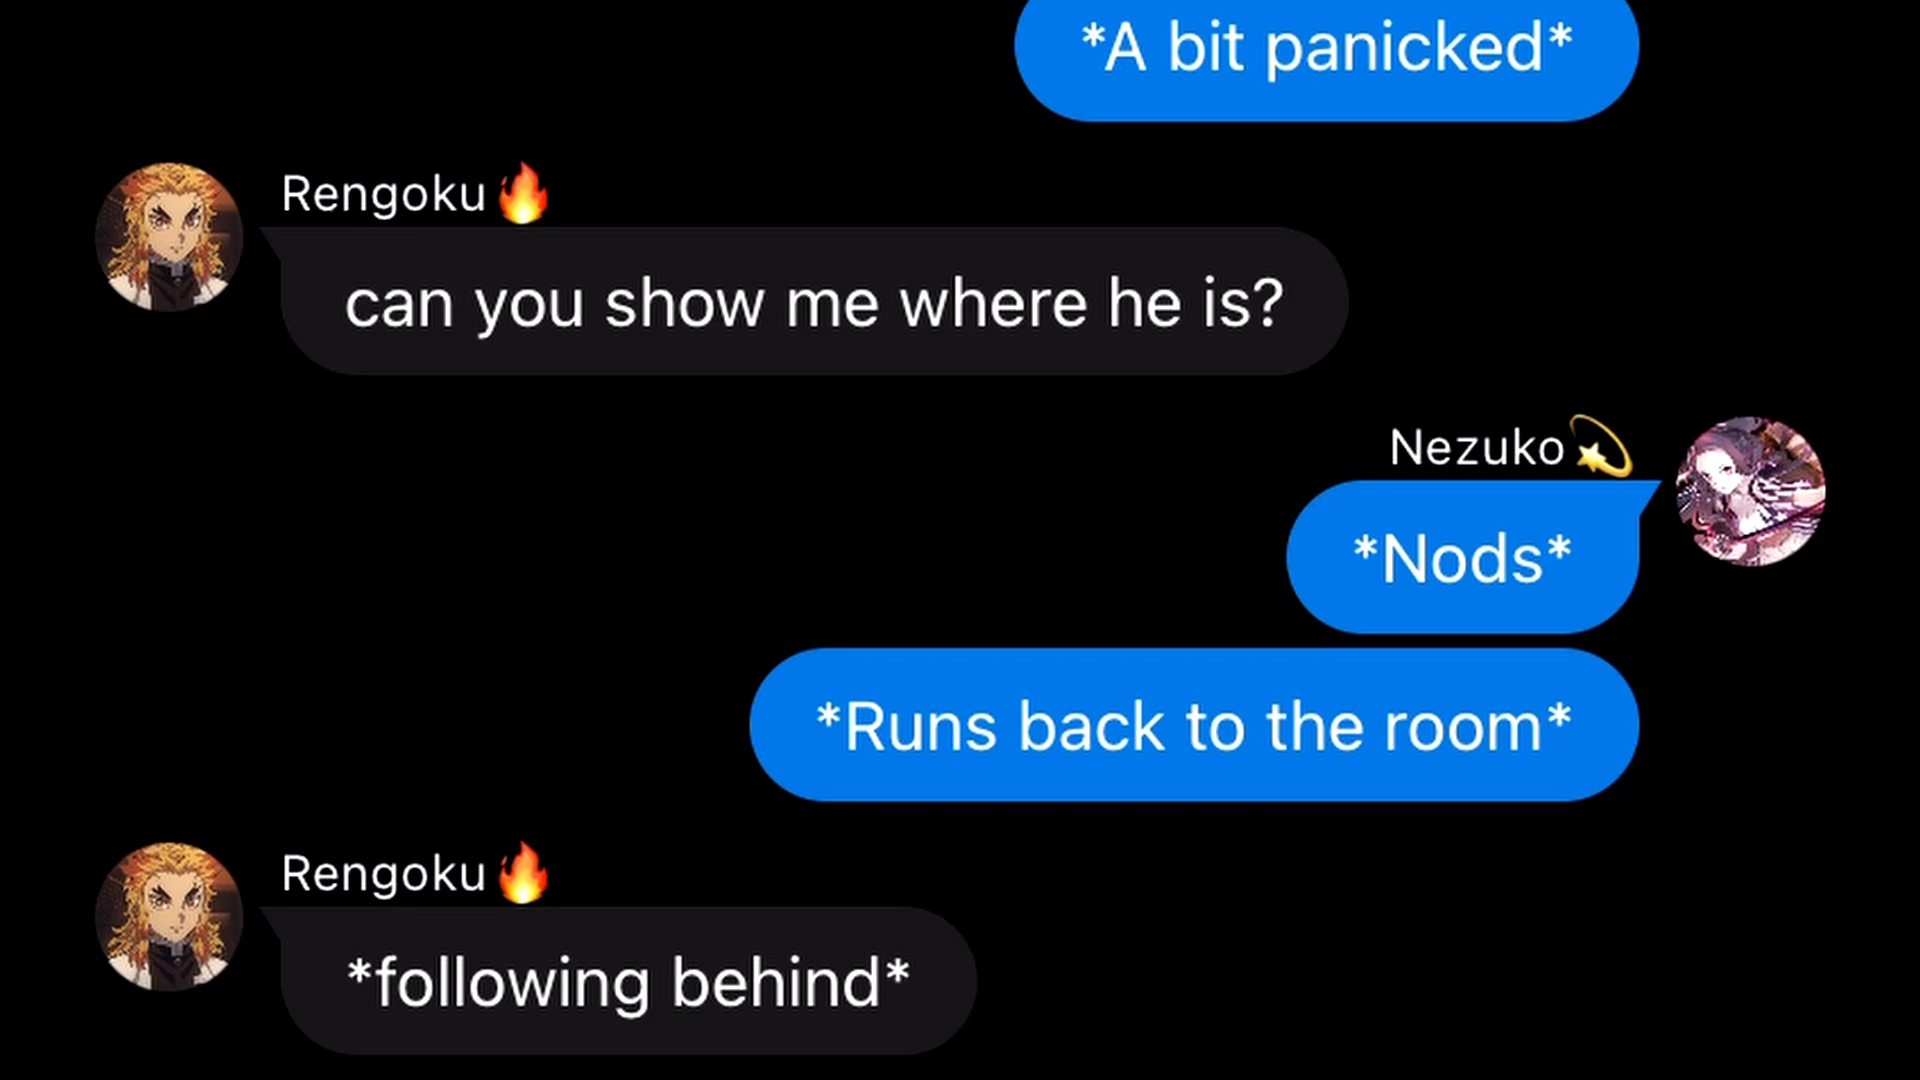 *A bit panicked*
Rengoku🔥
can you show me where he is?
Nezuko💫
*Nods*
*Runs back to the room*
Rengoku🔥
*following behind*